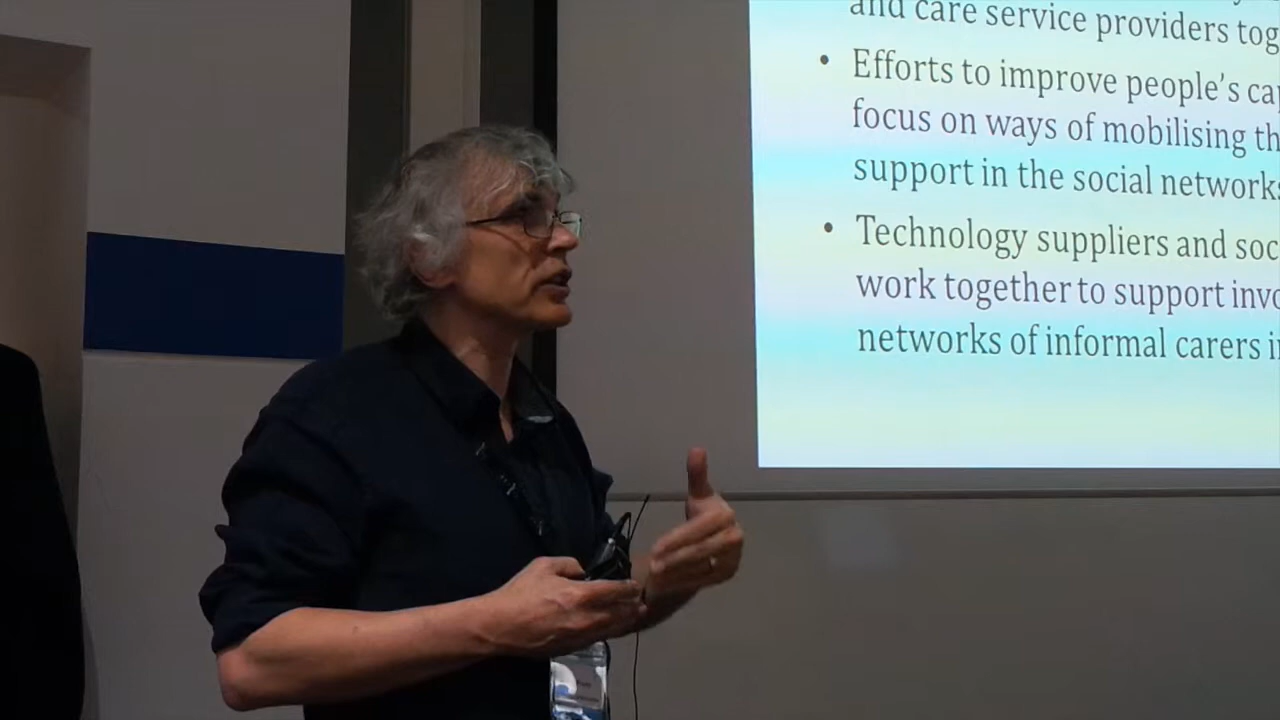 and care service providers tog
• Efforts to improve people's cap
focus on ways of mobilising th
support in the social networks
• Technology suppliers and soc
work together to support invo
networks of informal carers i